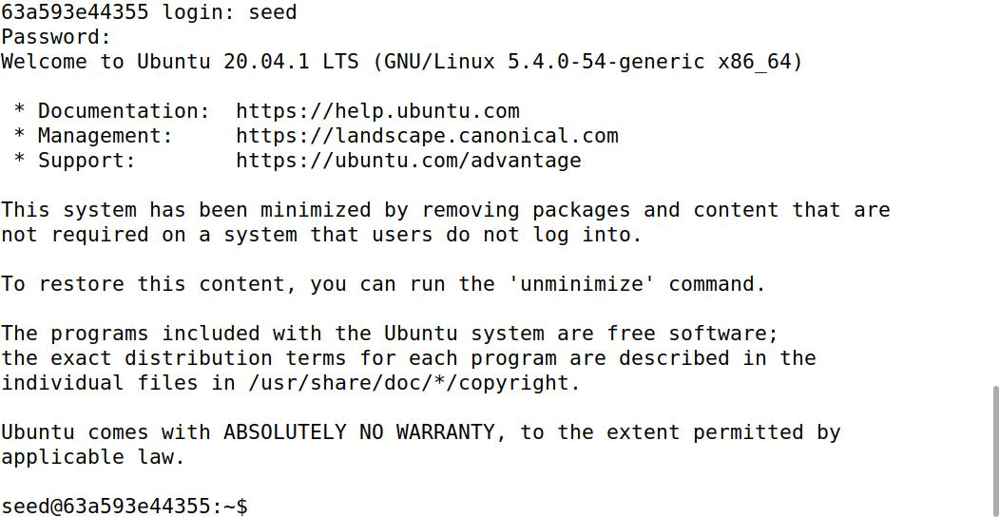 63a593e44355 login: seed
Password:
Welcome to Ubuntu 20.04.1 LTS (GNU/Linux 5.4.0-54-generic x86_64)
* Documentation:  https://help.ubuntu.com
* Management:     https://landscape.canonical.com
* Support:        https://ubuntu.com/advantage
This system has been minimized by removing packages and content that are
not required on a system that users do not log into.
To restore this content, you can run the 'unminimize' command.
The programs included with the Ubuntu system are free software;
the exact distribution terms for each program are described in the
individual files in /usr/share/doc/*/copyright.
Ubuntu comes with ABSOLUTELY NO WARRANTY, to the extent permitted by
applicable law.
seed@63a593e44355:~$